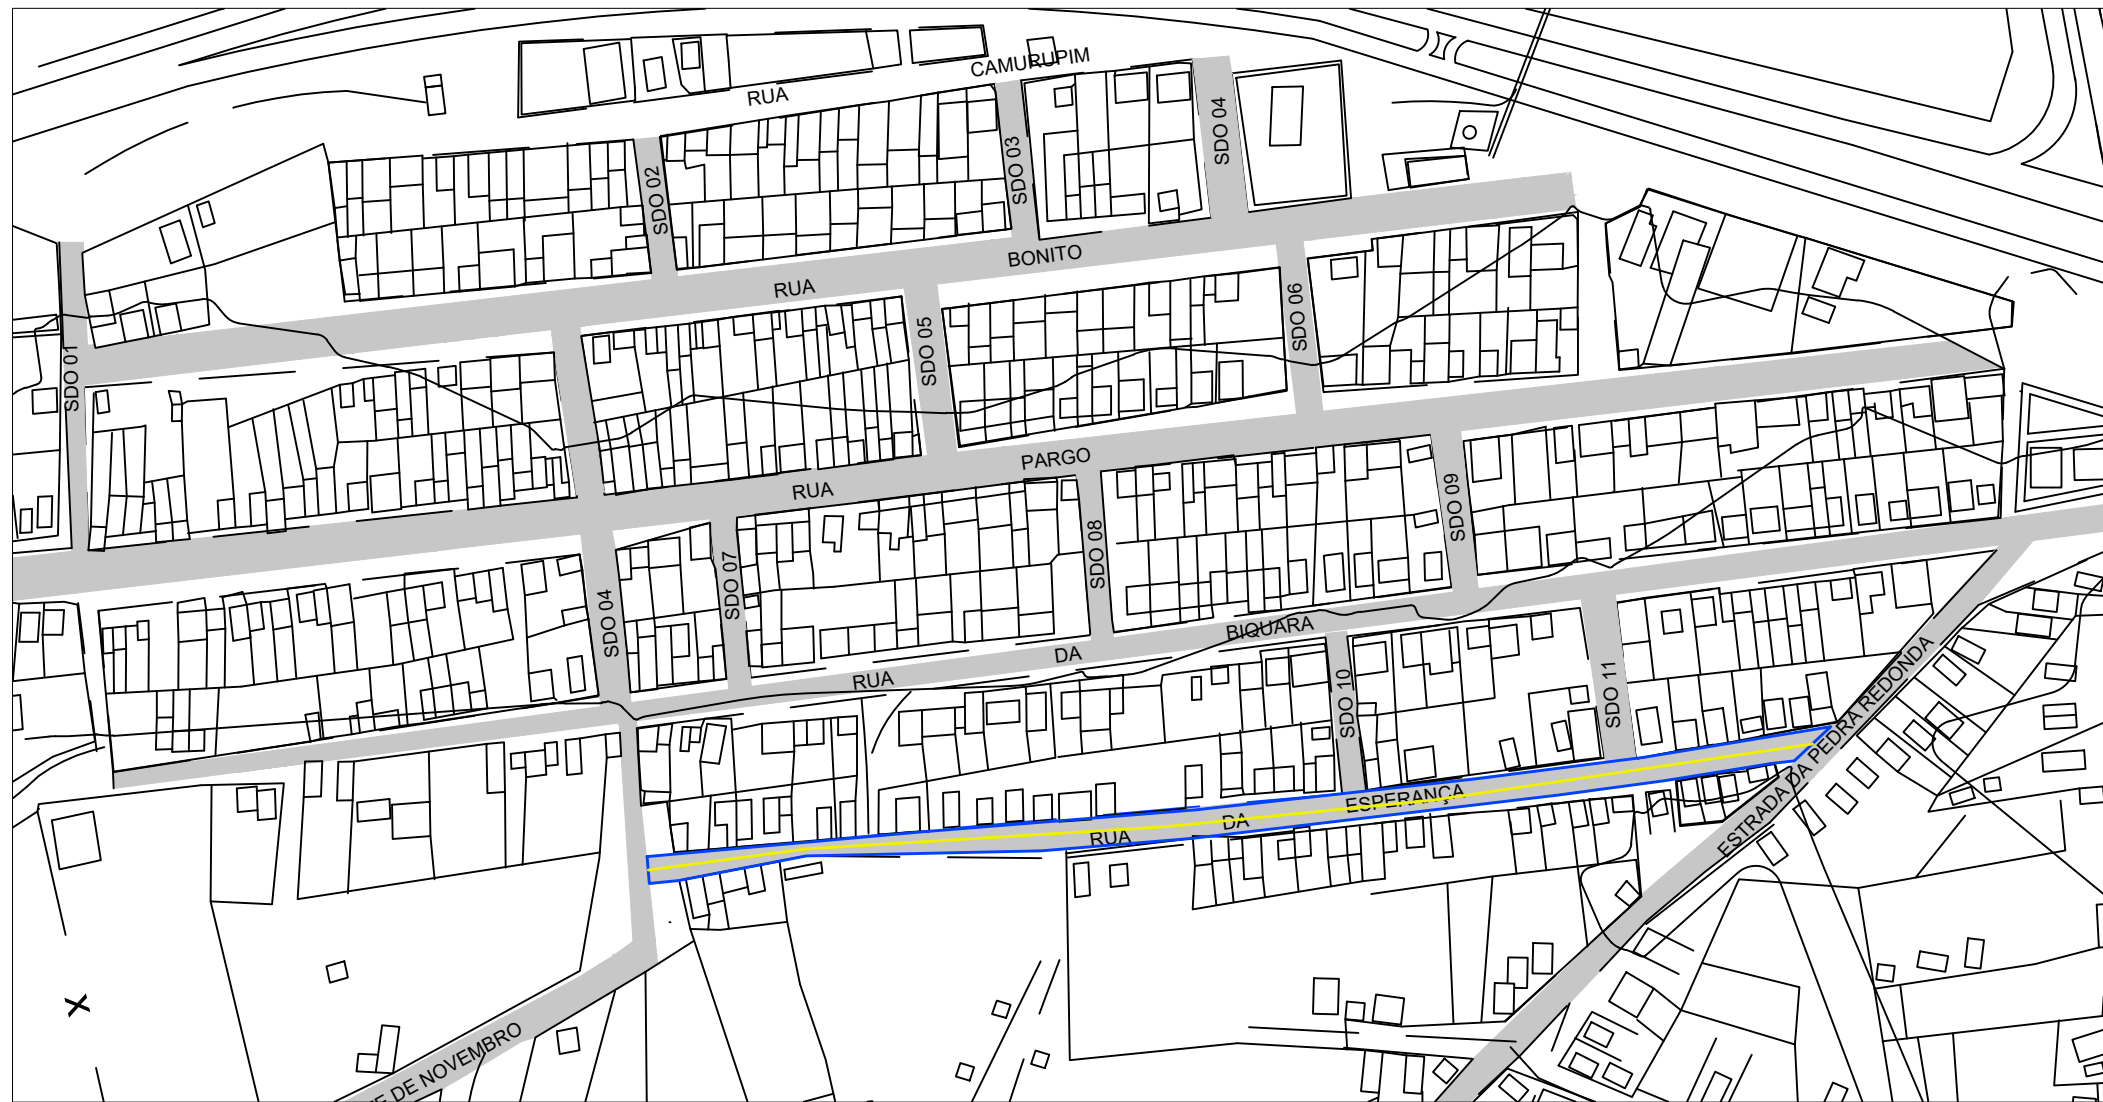 RUA CAMURUPIM
SDO 01
SDO 02
SDO 03
SDO 04
RUA BONITO
SDO 05
SDO 06
RUA PARGO
SDO 04
SDO 07
SDO 08
SDO 09
RUA DA BIQUARA
SDO 10
SDO 11
RUA DA ESPERANÇA
ESTRADA DA PEDRA REDONDA
X
DE NOVEMBRO